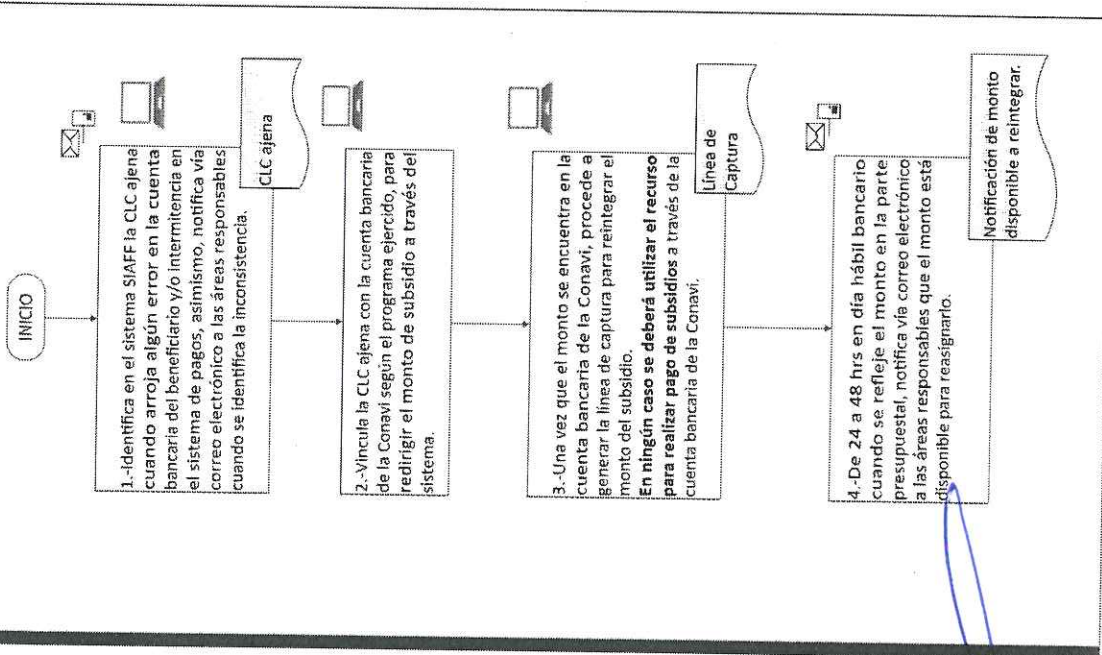 INICIO
1.-Identifica en el sistema SIAFF la CLC ajena
cuando arroja algún error en la cuenta
bancaria del beneficiario y/o intermitencia en
el sistema de pagos, asimismo, notifica vía
correo electrónico a las áreas responsables
cuando se identifica la inconsistencia.
CLC ajena
2.-Vincula la CLC ajena con la cuenta bancaria
de la Conavi según el programa ejercido, para
redirigir el monto de subsidio a través del
sistema.
3.-Una vez que el monto se encuentra en la
cuenta bancaria de la Conavi, procede a
generar la línea de captura para reintegrar el
monto del subsidio.
En ningún caso se deberá utilizar el recurso
para realizar pago de subsidios a través de la
cuenta bancaria de la Conavi.
Línea de
Captura
4.-De 24 a 48 hrs en día hábil bancario
cuando se refleje el monto en la parte
presupuestal, notifica vie correo electrónico
a las áreas responsables que el monto está
disponible para reasignarlo.
Notificación de monto
disponible a reintegrar.